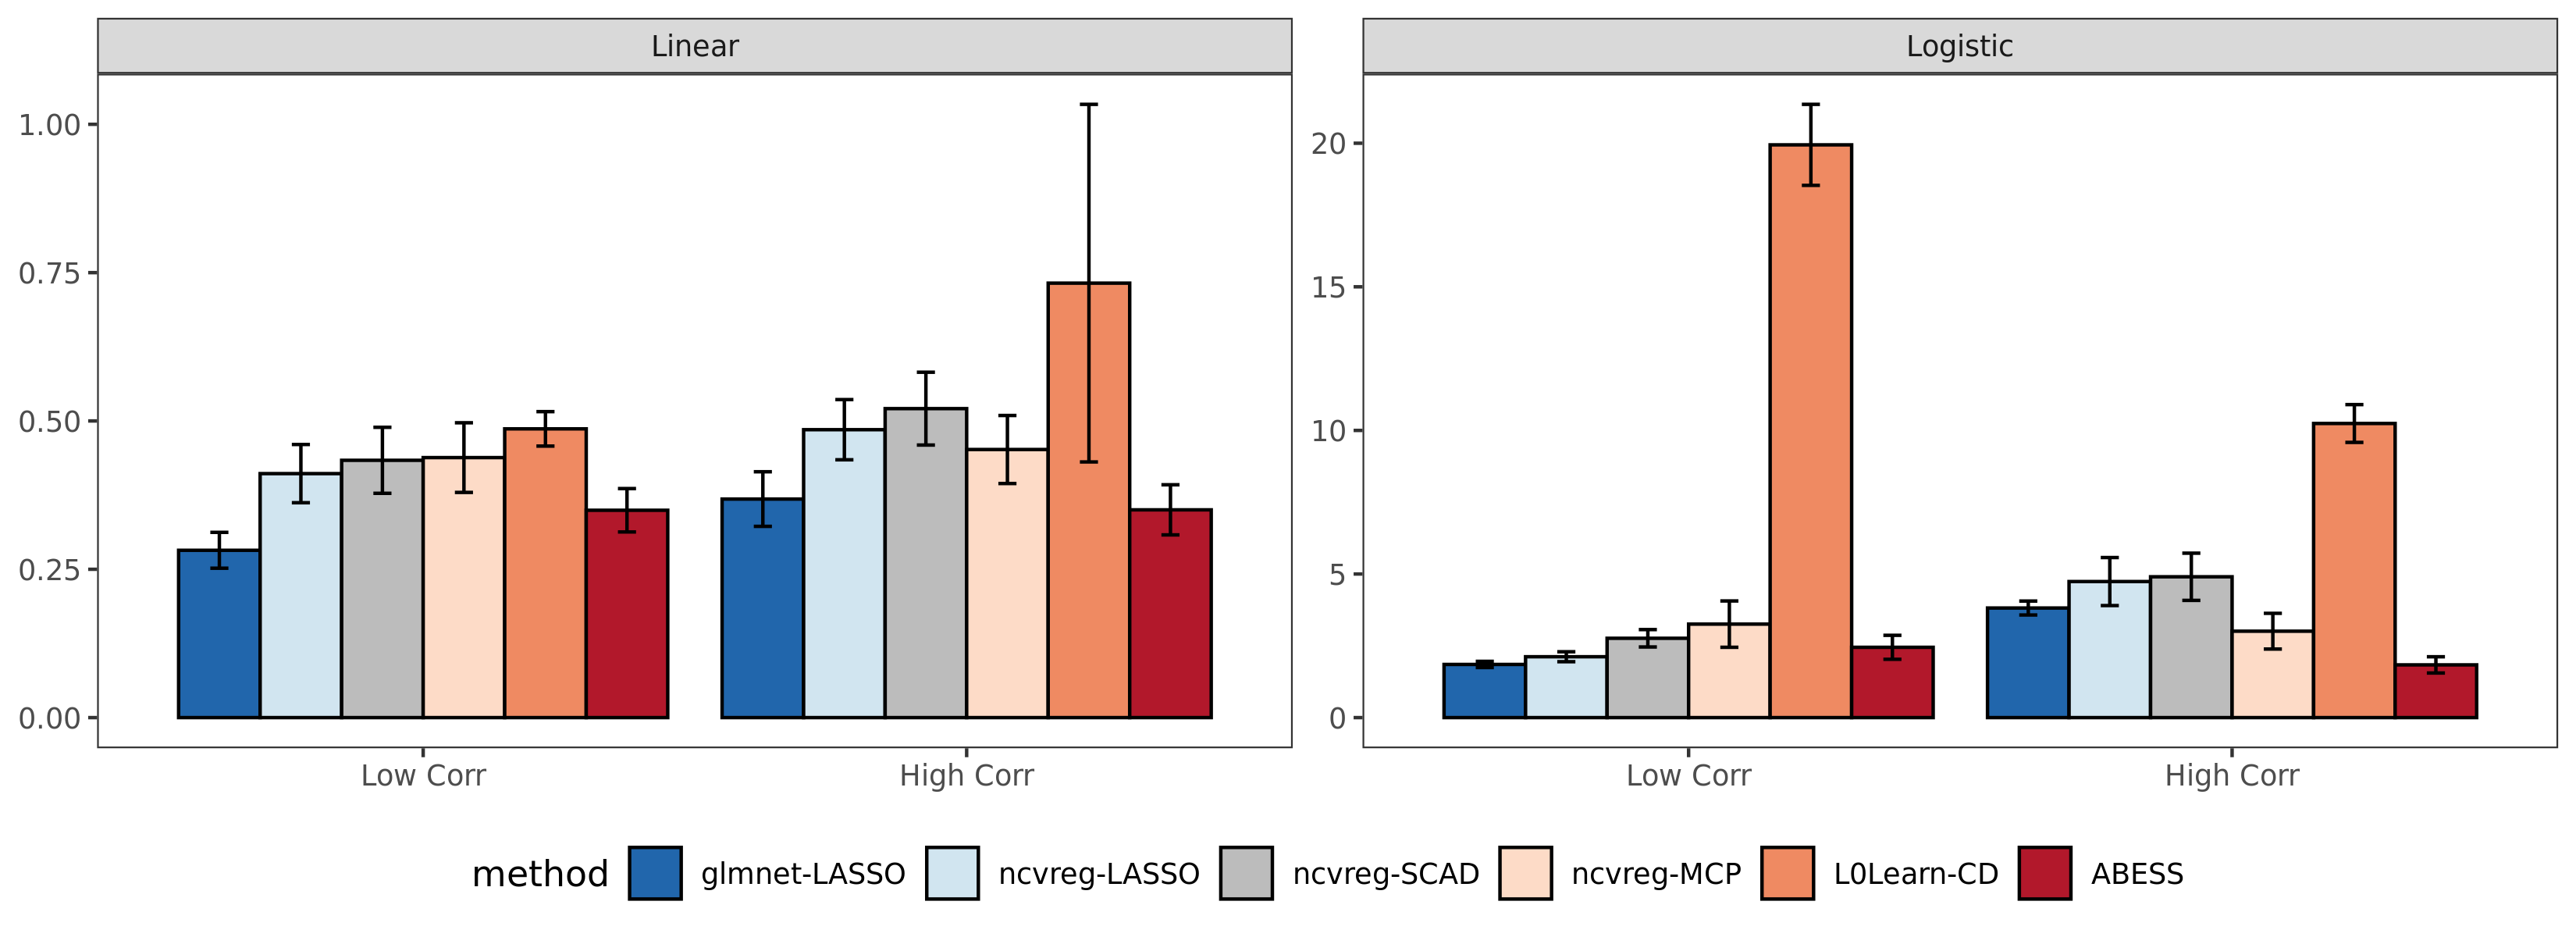 Linear
Logistic
1.00
0.75
0.50
0.25
0.00
20
15
10
5
0
Low Corr
High Corr
Low Corr
High Corr
method glmnet-LASSO ncvreg-LASSO ncvreg-SCAD ncvreg-MCP L0Learn-CD ABESS